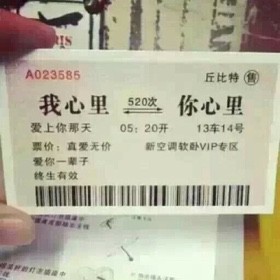 A023585 丘比特 售
我心里 520次 你心里
爱上你那天 05:20开 13车14号
票价:真爱无价 新空调软卧VIP专区
爱你一辈子
终生有效